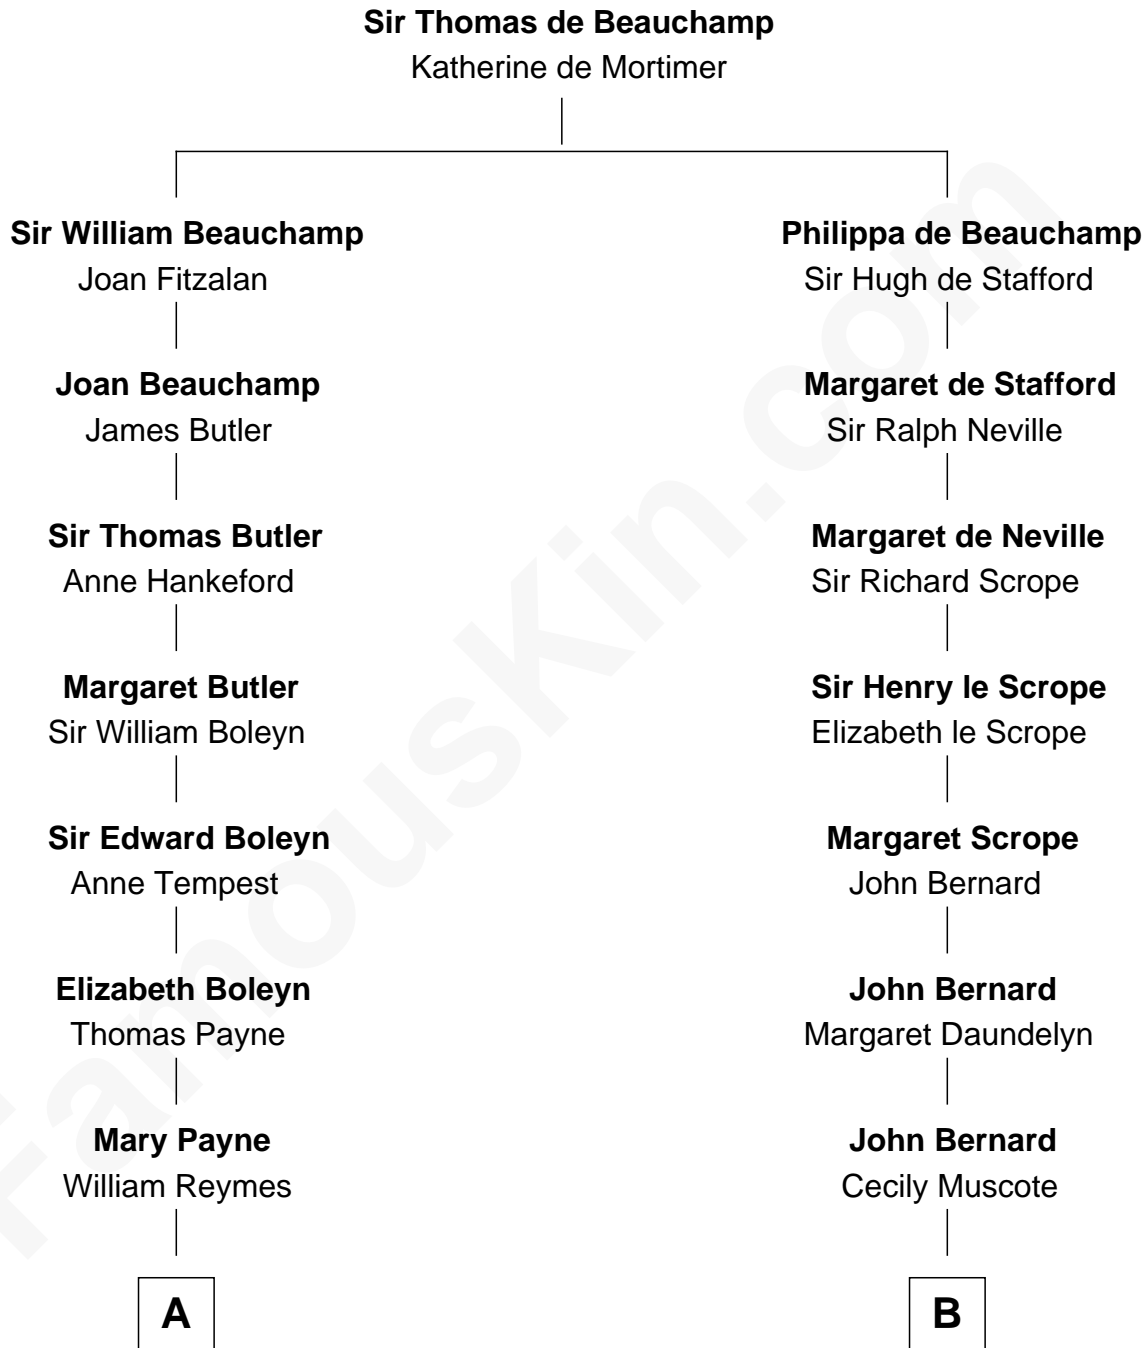 Sir Thomas de Beauchamp
Katherine de Mortimer
Sir William Beauchamp
Joan Fitzalan
Philippa de Beauchamp
Sir Hugh de Stafford
Joan Beauchamp
James Butler
Margaret de Stafford
Sir Ralph Neville
Sir Thomas Butler
Anne Hankeford
Margaret de Neville
Sir Richard Scrope
Margaret Butler
Sir William Boleyn
Sir Henry le Scrope
Elizabeth le Scrope
Sir Edward Boleyn
Anne Tempest
Margaret Scrope
John Bernard
Elizabeth Boleyn
Thomas Payne
John Bernard
Margaret Daundelyn
Mary Payne
William Reymes
John Bernard
Cecily Muscote
A
B
FamousKin.com